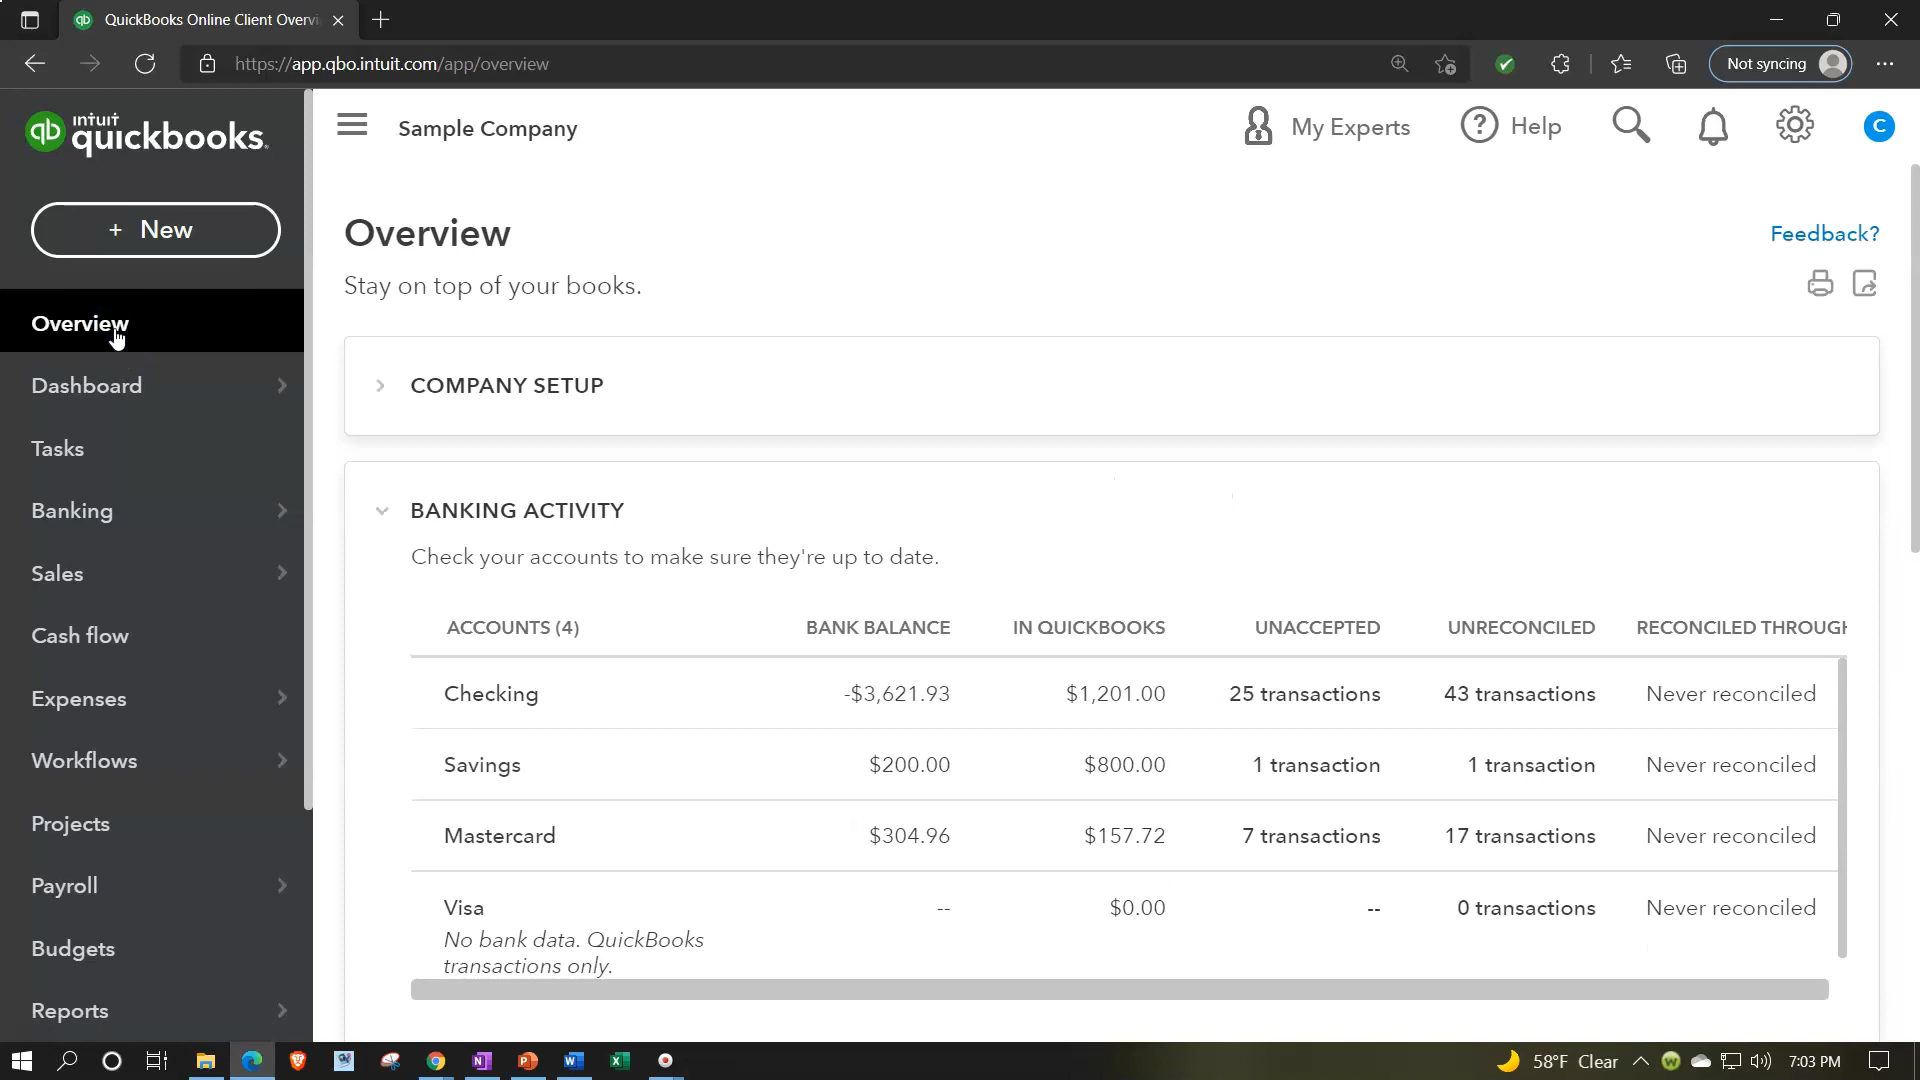 QuickBooks Online Client Overvi
https://app.qbo.intuit.com/app/overview
Not syncing
intuit
quickbooks.
Sample Company
My Experts
Help
C
+ New
Overview
Dashboard
Tasks
Banking
Sales
Cash flow
Expenses
Workflows
Projects
Payroll
Budgets
Reports
Overview
Feedback?
Stay on top of your books.
COMPANY SETUP
BANKING ACTIVITY
Check your accounts to make sure they're up to date.
ACCOUNTS (4) BANK BALANCE IN QUICKBOOKS UNACCEPTED UNRECONCILED RECONCILED THROUGH
Checking -$3,621.93 $1,201.00 25 transactions 43 transactions Never reconciled
Savings $200.00 $800.00 1 transaction 1 transaction Never reconciled
Mastercard $304.96 $157.72 7 transactions 17 transactions Never reconciled
Visa -- $0.00 -- 0 transactions Never reconciled
No bank data. QuickBooks
transactions only.
58°F Clear 7:03 PM